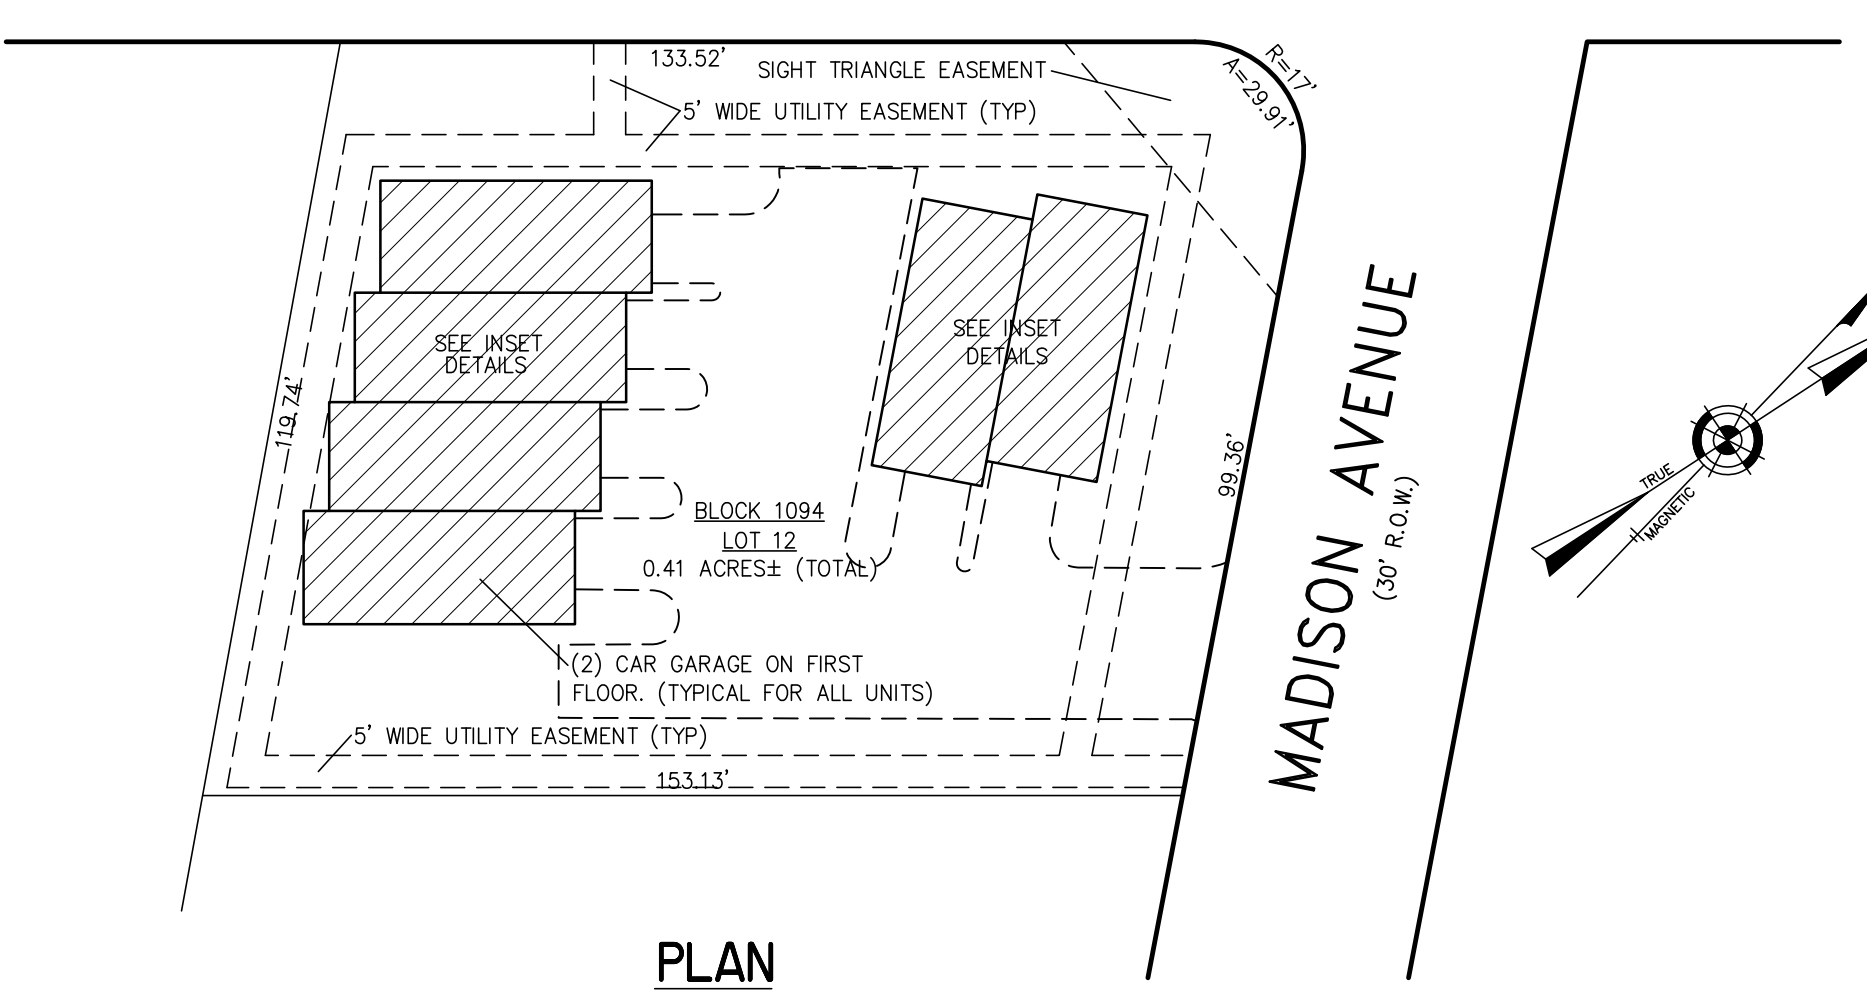 133.52'
SIGHT TRIANGLE EASEMENT
5' WIDE UTILITY EASEMENT (TYP)
R=17'
A=29.91'
SEE INSET
DETAILS
SEE INSET
DETAILS
119.74'
99.36'
MADISON AVENUE
(30' R.O.W.)
TRUE
MAGNETIC
BLOCK 1094
LOT 12
0.41 ACRES± (TOTAL)
(2) CAR GARAGE ON FIRST
FLOOR. (TYPICAL FOR ALL UNITS)
5' WIDE UTILITY EASEMENT (TYP)
153.13'
PLAN